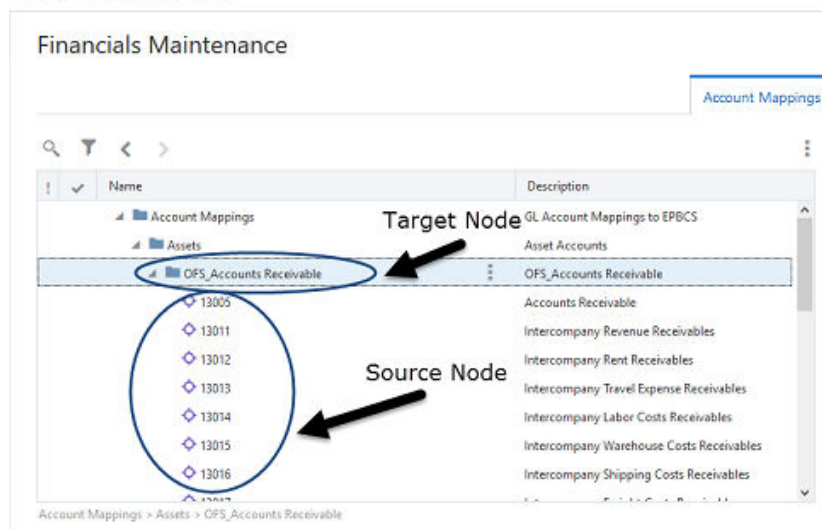 Financials Maintenance
Account Mappings
! Name Description
Account Mappings GL Account Mappings to EPBCS
Target Node
Assets Asset Accounts
OFS_Accounts Receivable OFS_Accounts Receivable
13005 Accounts Receivable
13011 Intercompany Revenue Receivables
13012 Intercompany Rent Receivables
Source Node
13013 Intercompany Travel Expense Receivables
13014 Intercompany Labor Costs Receivables
13015 Intercompany Warehouse Costs Receivables
13016 Intercompany Shipping Costs Receivables
Account Mappings > Assets > OFS_Accounts Receivable